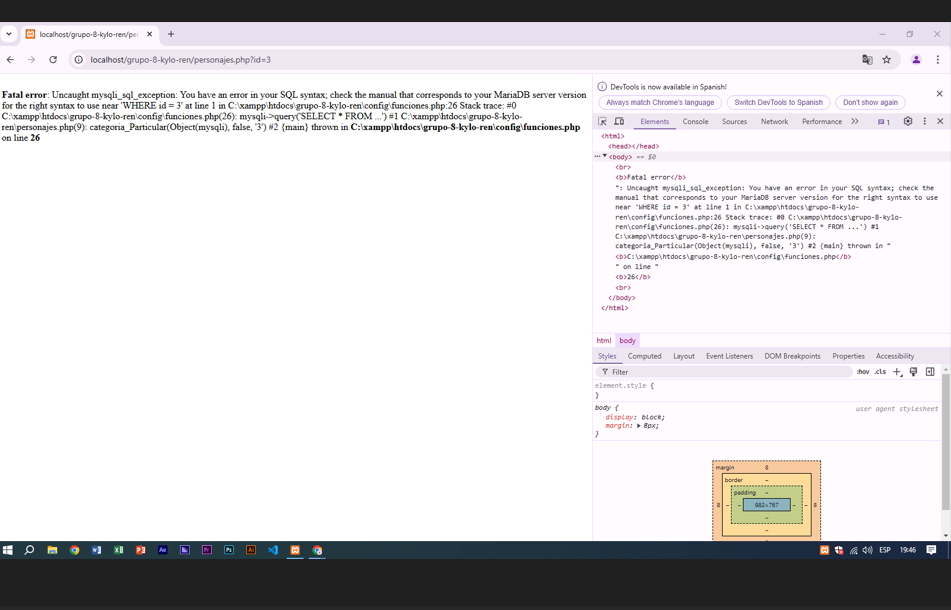 localhost/grupo-8-kylo-ren/per
localhost/grupo-8-kylo-ren/personajes.php?id=3
Fatal error: Uncaught mysqli_sql_exception: You have an error in your SQL syntax; check the manual that corresponds to your MariaDB server version
for the right syntax to use near 'WHERE id = 3' at line 1 in C:\xampp\htdocs\grupo-8-kylo-ren\config\funciones.php:26 Stack trace: #0
C:\xampp\htdocs\grupo-8-kylo-ren\config\funciones.php(26): mysqli->query('SELECT * FROM ...') #1 C:\xampp\htdocs\grupo-8-kylo-
ren\personajes.php(9): categoria_Particular(Object(mysqli), false, '3') #2 {main} thrown in C:\xampp\htdocs\grupo-8-kylo-ren\config\funciones.php
on line 26
DevTools is now available in Spanish!
Always match Chrome's language Switch DevTools to Spanish Don't show again
Elements Console Sources Network Performance 1
<html>
<head></head>
<body> == $0
<br>
<b>Fatal error</b>
": Uncaught mysqli_sql_exception: You have an error in your SQL syntax; check the
manual that corresponds to your MariaDB server version for the right syntax to use
near 'WHERE id = 3' at line 1 in C:\xampp\htdocs\grupo-8-kylo-
ren\config\funciones.php:26 Stack trace: #0 C:\xampp\htdocs\grupo-8-kylo-
ren\config\funciones.php(26): mysqli->query('SELECT * FROM ...') #1
C:\xampp\htdocs\grupo-8-kylo-ren\personajes.php(9):
categoria_Particular(Object(mysqli), false, '3') #2 {main} thrown in "
<b>C:\xampp\htdocs\grupo-8-kylo-ren\config\funciones.php</b>
" on line "
<b>26</b>
<br>
</body>
</html>
html body
Styles Computed Layout Event Listeners DOM Breakpoints Properties Accessibility
Filter :hov .cls
element.style {
}
body { user agent stylesheet
display: block;
margin: 8px;
}
margin 8
border –
padding –
8 – – 982×767 – – 8
–
–
ESP 19:46